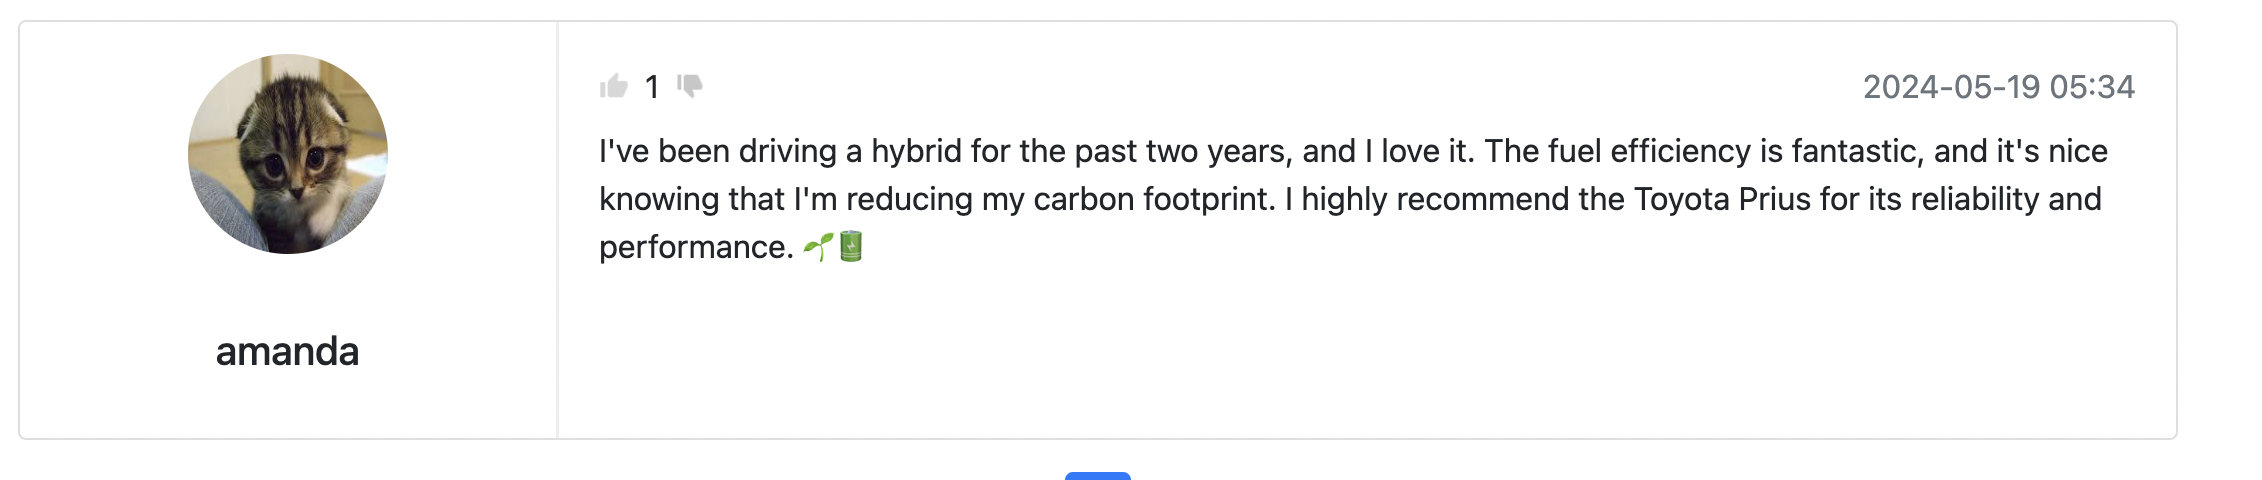 1
2024-05-19 05:34
I've been driving a hybrid for the past two years, and I love it. The fuel efficiency is fantastic, and it's nice
knowing that I'm reducing my carbon footprint. I highly recommend the Toyota Prius for its reliability and
performance. 🌱🔋
amanda